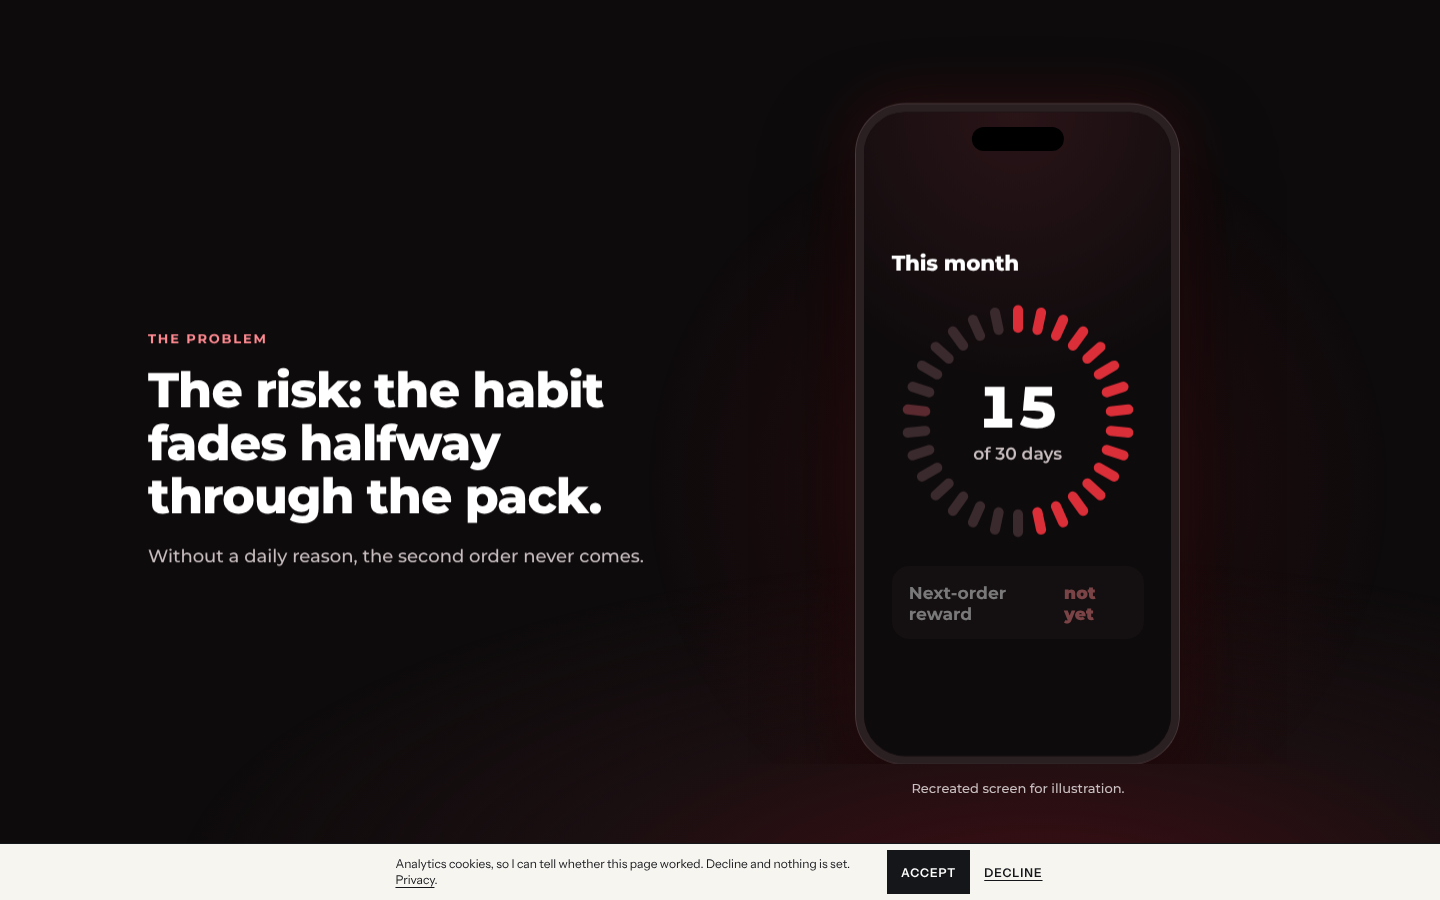 THE PROBLEM
The risk: the habit
fades halfway
through the pack.
Without a daily reason, the second order never comes.
This month
15
of 30 days
Next-order
reward
not
yet
Recreated screen for illustration.
Analytics cookies, so I can tell whether this page worked. Decline and nothing is set.
Privacy.
ACCEPT
DECLINE